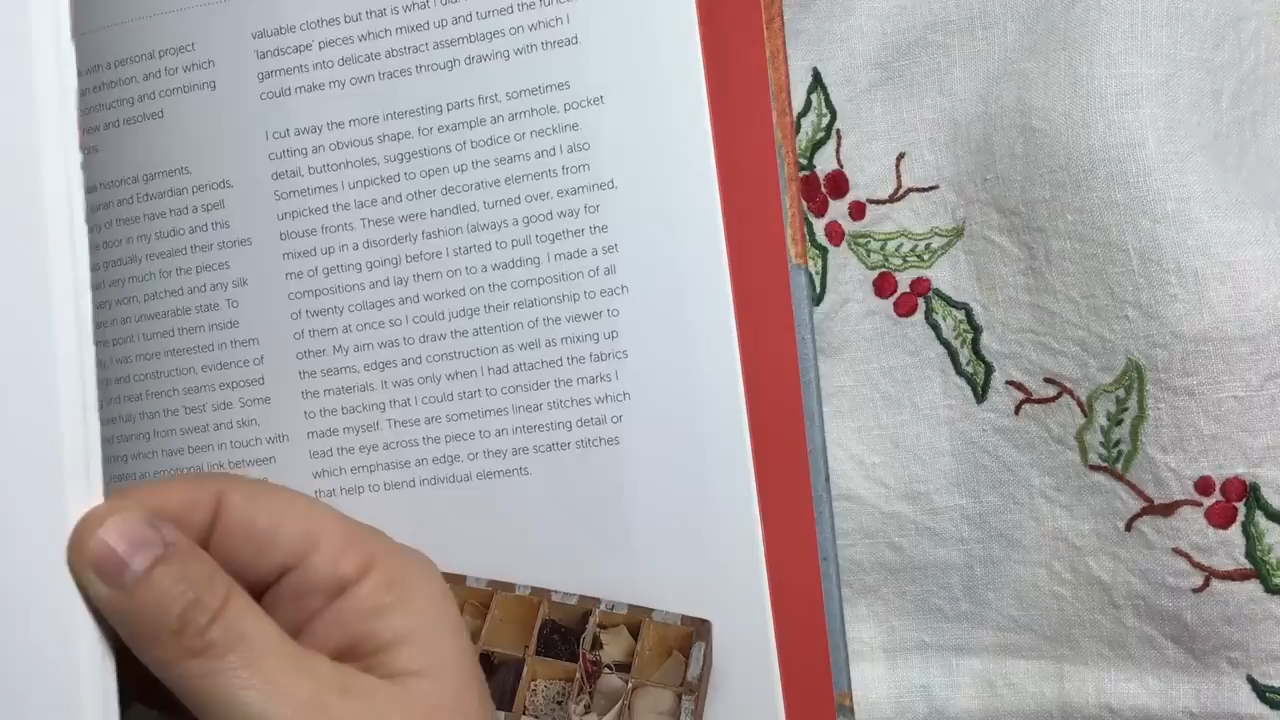 with a personal project
an exhibition, and for which
constructing and combining
new and resolved
historical garments,
and Edwardian periods,
of these have had a spell
door in my studio and this
gradually revealed their stories
very much for the pieces
very worn, patched and any silk
are in an unwearable state. To
point I turned them inside
I was more interested in them
and construction, evidence of
and neat French seams exposed
fully than the 'best' side. Some
staining from sweat and skin,
which have been in touch with
an emotional link between
valuable clothes but that is what I
'landscape' pieces which mixed up and turned the
garments into delicate abstract assemblages on which I
could make my own traces through drawing with thread.
I cut away the more interesting parts first, sometimes
cutting an obvious shape, for example an armhole, pocket
detail, buttonholes, suggestions of bodice or neckline.
Sometimes I unpicked to open up the seams and I also
unpicked the lace and other decorative elements from
blouse fronts. These were handled, turned over, examined,
mixed up in a disorderly fashion (always a good way for
me of getting going) before I started to pull together the
compositions and lay them on to a wadding. I made a set
of twenty collages and worked on the composition of all
of them at once so I could judge their relationship to each
other. My aim was to draw the attention of the viewer to
the seams, edges and construction as well as mixing up
the materials. It was only when I had attached the fabrics
to the backing that I could start to consider the marks I
made myself. These are sometimes linear stitches which
lead the eye across the piece to an interesting detail or
which emphasise an edge, or they are scatter stitches
that help to blend individual elements.